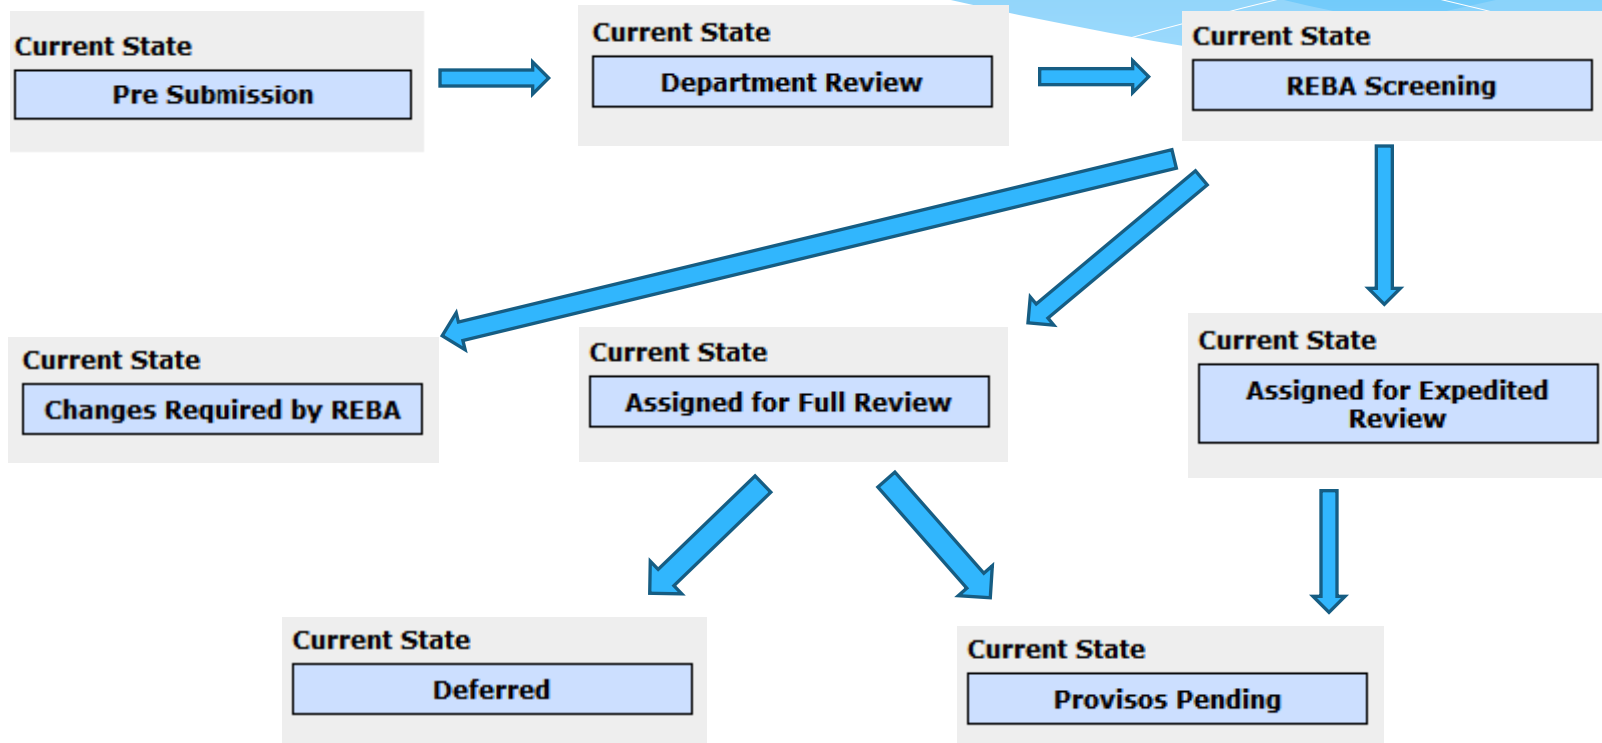 Current State
Pre Submission
Current State
Department Review
Current State
REBA Screening
Current State
Changes Required by REBA
Current State
Assigned for Full Review
Current State
Assigned for Expedited
Review
Current State
Deferred
Current State
Provisos Pending